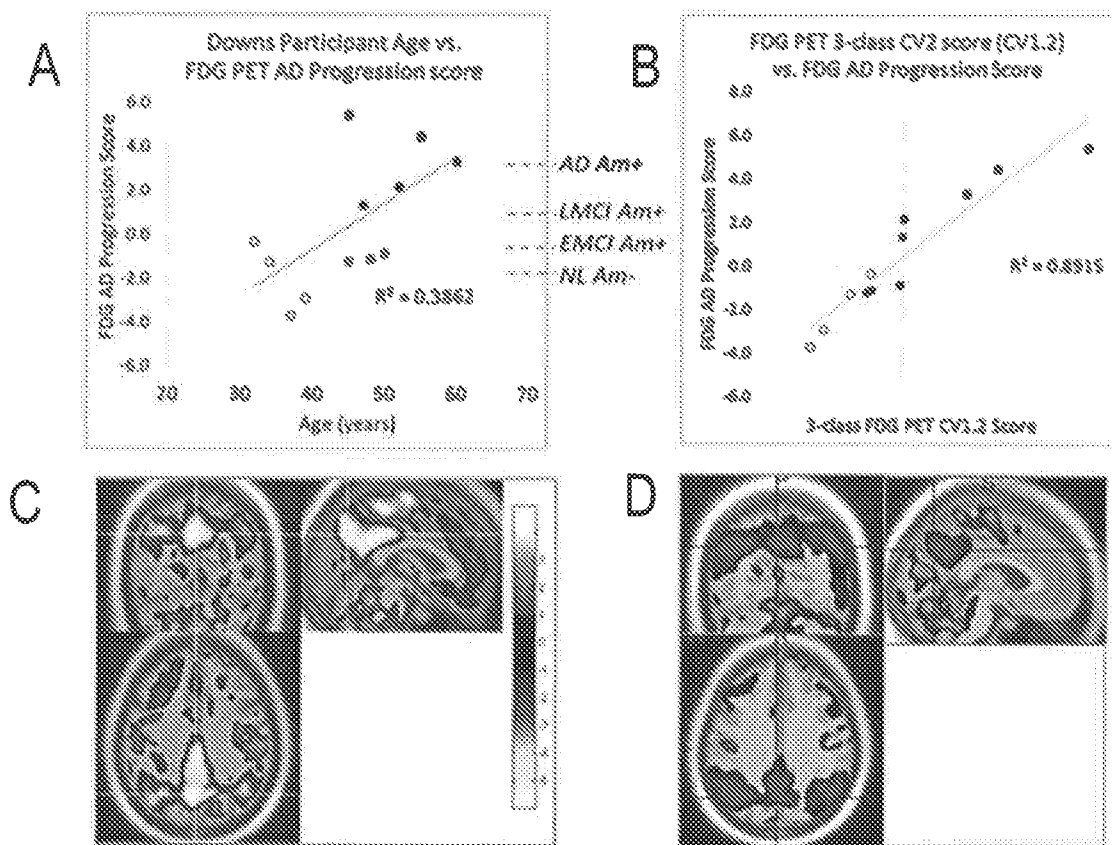 A
Downs Participant Age vs.
FDG PET AD Progression score
FDG AD Progression Score
6.0
4.0
2.0
0.0
-2.0
-4.0
-6.0
20
30
40
50
60
70
Age (years)
R² = 0.3862
AD Am+
LMCI Am+
EMCI Am+
NL Am-
B
FDG PET 3-class CV2 score (CV1.2)
vs. FDG AD Progression Score
FDG AD Progression Score
8.0
6.0
4.0
2.0
0.0
-2.0
-4.0
-6.0
R² = 0.8915
3-class FDG PET CV1.2 Score
C
D